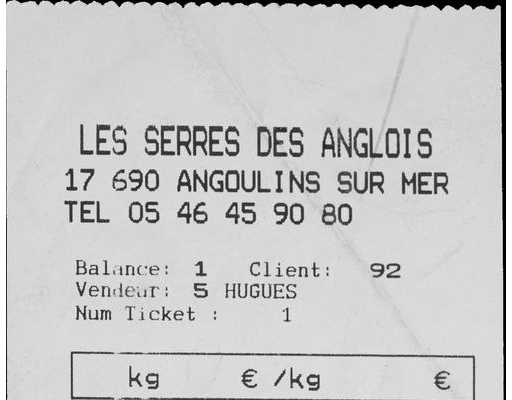 LES SERRES DES ANGLOIS
17 690 ANGOULINS SUR MER
TEL 05 46 45 90 80
Balance: 1 Client: 92
Vendeur: 5 HUGUES
Num Ticket : 1
kg € /kg €